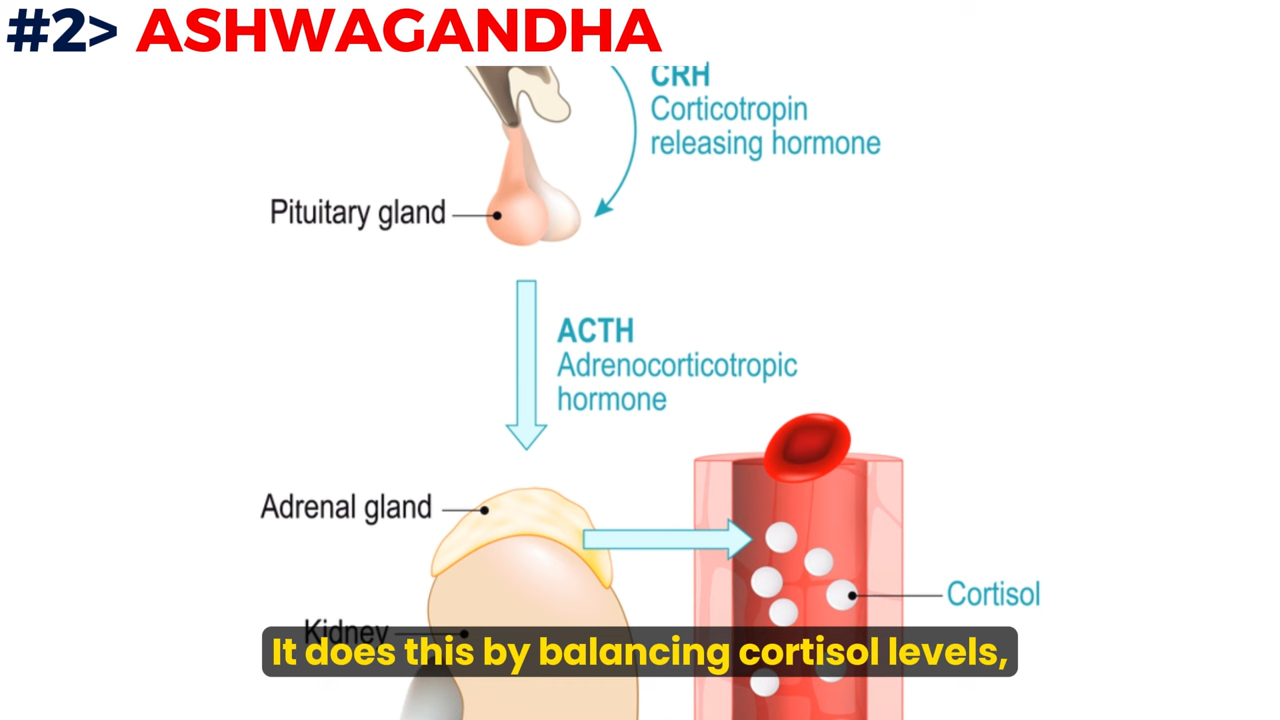 #2> ASHWAGANDHA
CRH
Corticotropin
releasing hormone
Pituitary gland
ACTH
Adrenocorticotropic
hormone
Adrenal gland
Cortisol
Kidney
It does this by balancing cortisol levels,